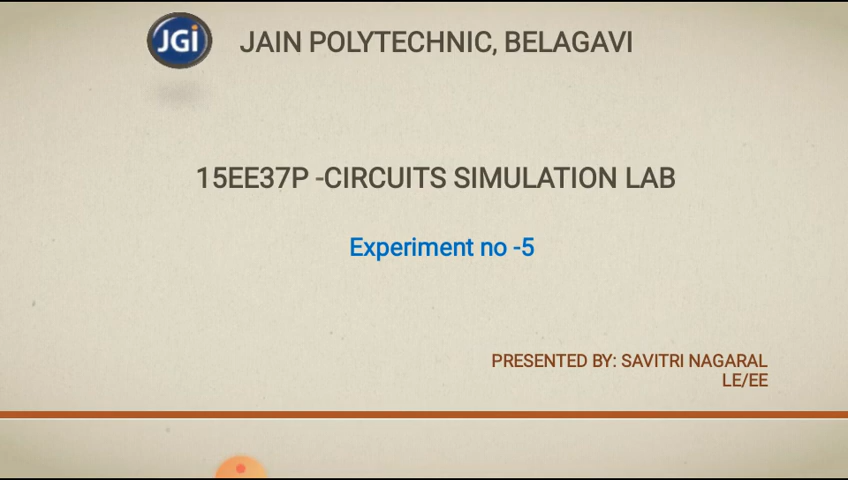 JGi
JAIN POLYTECHNIC, BELAGAVI
15EE37P -CIRCUITS SIMULATION LAB
Experiment no -5
PRESENTED BY: SAVITRI NAGARAL
LE/EE